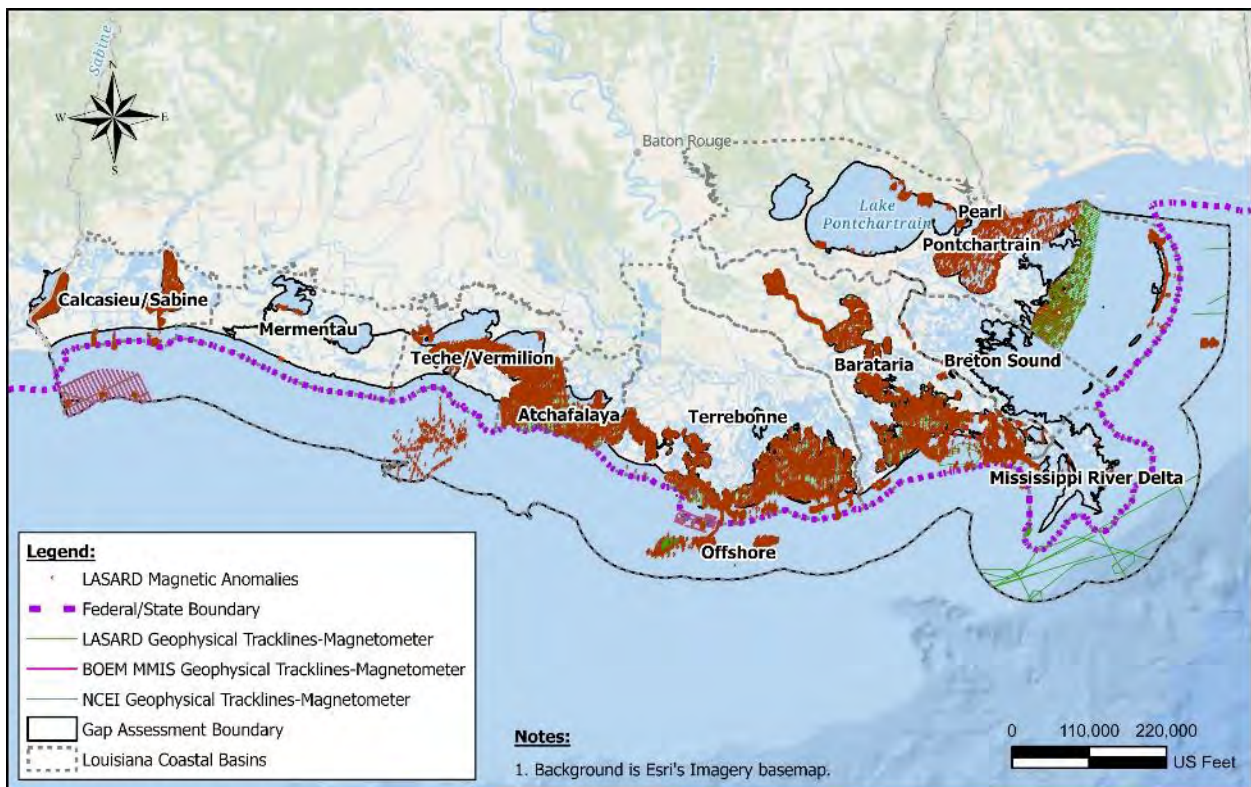 Sabine
N
W
E
S
Baton Rouge
Lake
Pontchartrain
Pearl
Pontchartrain
Calcasieu/Sabine
Mermentau
Teche/Vermilion
Breton Sound
Barataria
Atchafalaya
Terrebonne
Mississippi River Delta
Offshore
Legend:
LASARD Magnetic Anomalies
Federal/State Boundary
LASARD Geophysical Tracklines-Magnetometer
BOEM MMIS Geophysical Tracklines-Magnetometer
NCEI Geophysical Tracklines-Magnetometer
Gap Assessment Boundary
Louisiana Coastal Basins
Notes:
1. Background is Esri's Imagery basemap.
0 110,000 220,000
US Feet